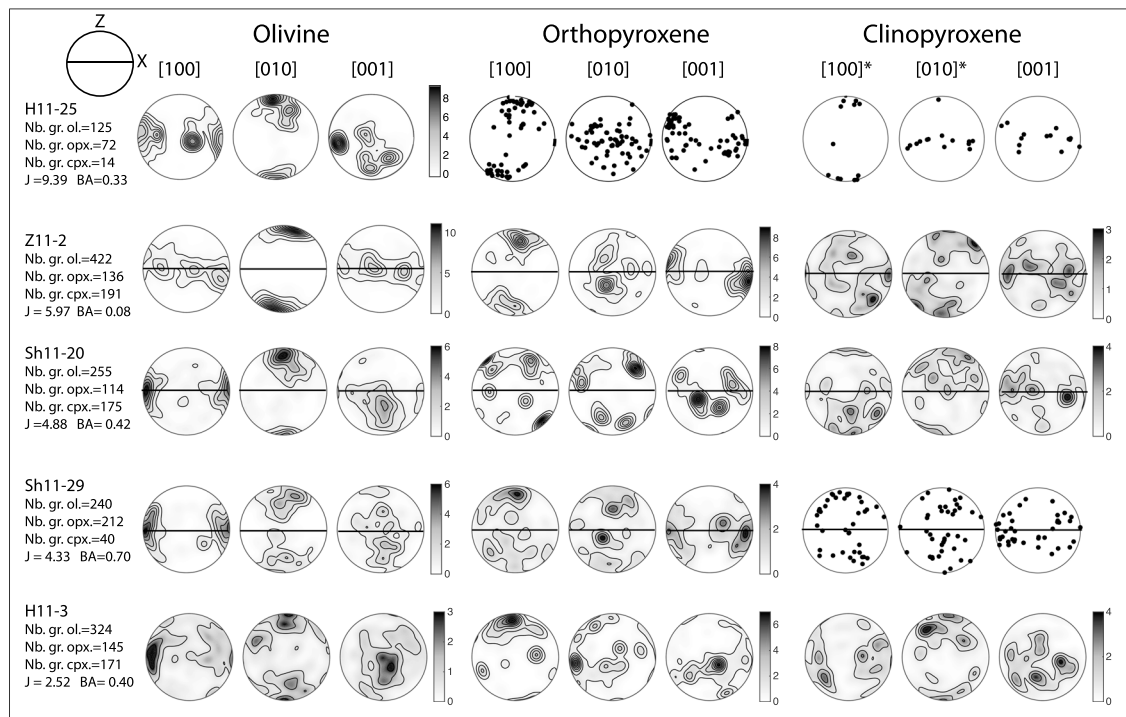 Z
X
Olivine Orthopyroxene Clinopyroxene
[100] [010] [001] [100] [010] [001] [100]* [010]* [001]
H11-25
Nb. gr. ol.=125
Nb. gr. opx.=72
Nb. gr. cpx.=14
J =9.39 BA=0.33
8
6
4
2
0
Z11-2
Nb. gr. ol.=422
Nb. gr. opx.=136
Nb. gr. cpx.=191
J = 5.97 BA= 0.08
10
5
0
8
6
4
2
0
3
2
1
0
Sh11-20
Nb. gr. ol.=255
Nb. gr. opx.=114
Nb. gr. cpx.=175
J =4.88 BA= 0.42
6
4
2
0
8
6
4
2
0
4
2
0
Sh11-29
Nb. gr. ol.=240
Nb. gr. opx.=212
Nb. gr. cpx.=40
J = 4.33 BA=0.70
6
4
2
0
4
2
0
H11-3
Nb. gr. ol.=324
Nb. gr. opx.=145
Nb. gr. cpx.=171
J = 2.52 BA= 0.40
3
2
1
0
6
4
2
0
4
2
0